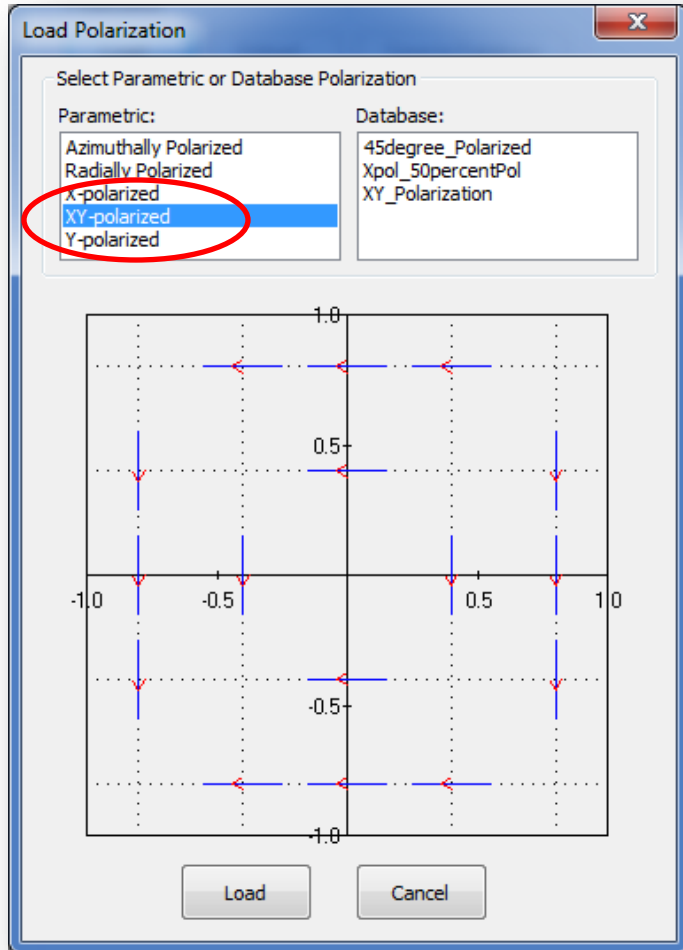 Load Polarization
X
Select Parametric or Database Polarization
Parametric:
Database:
Azimuthally Polarized
Radially Polarized
X-polarized
XY-polarized
Y-polarized
45degree_Polarized
Xpol_50percentPol
XY_Polarization
1.0
0.5
-1.0
-0.5
0.5
1.0
-0.5
-1.0
Load
Cancel